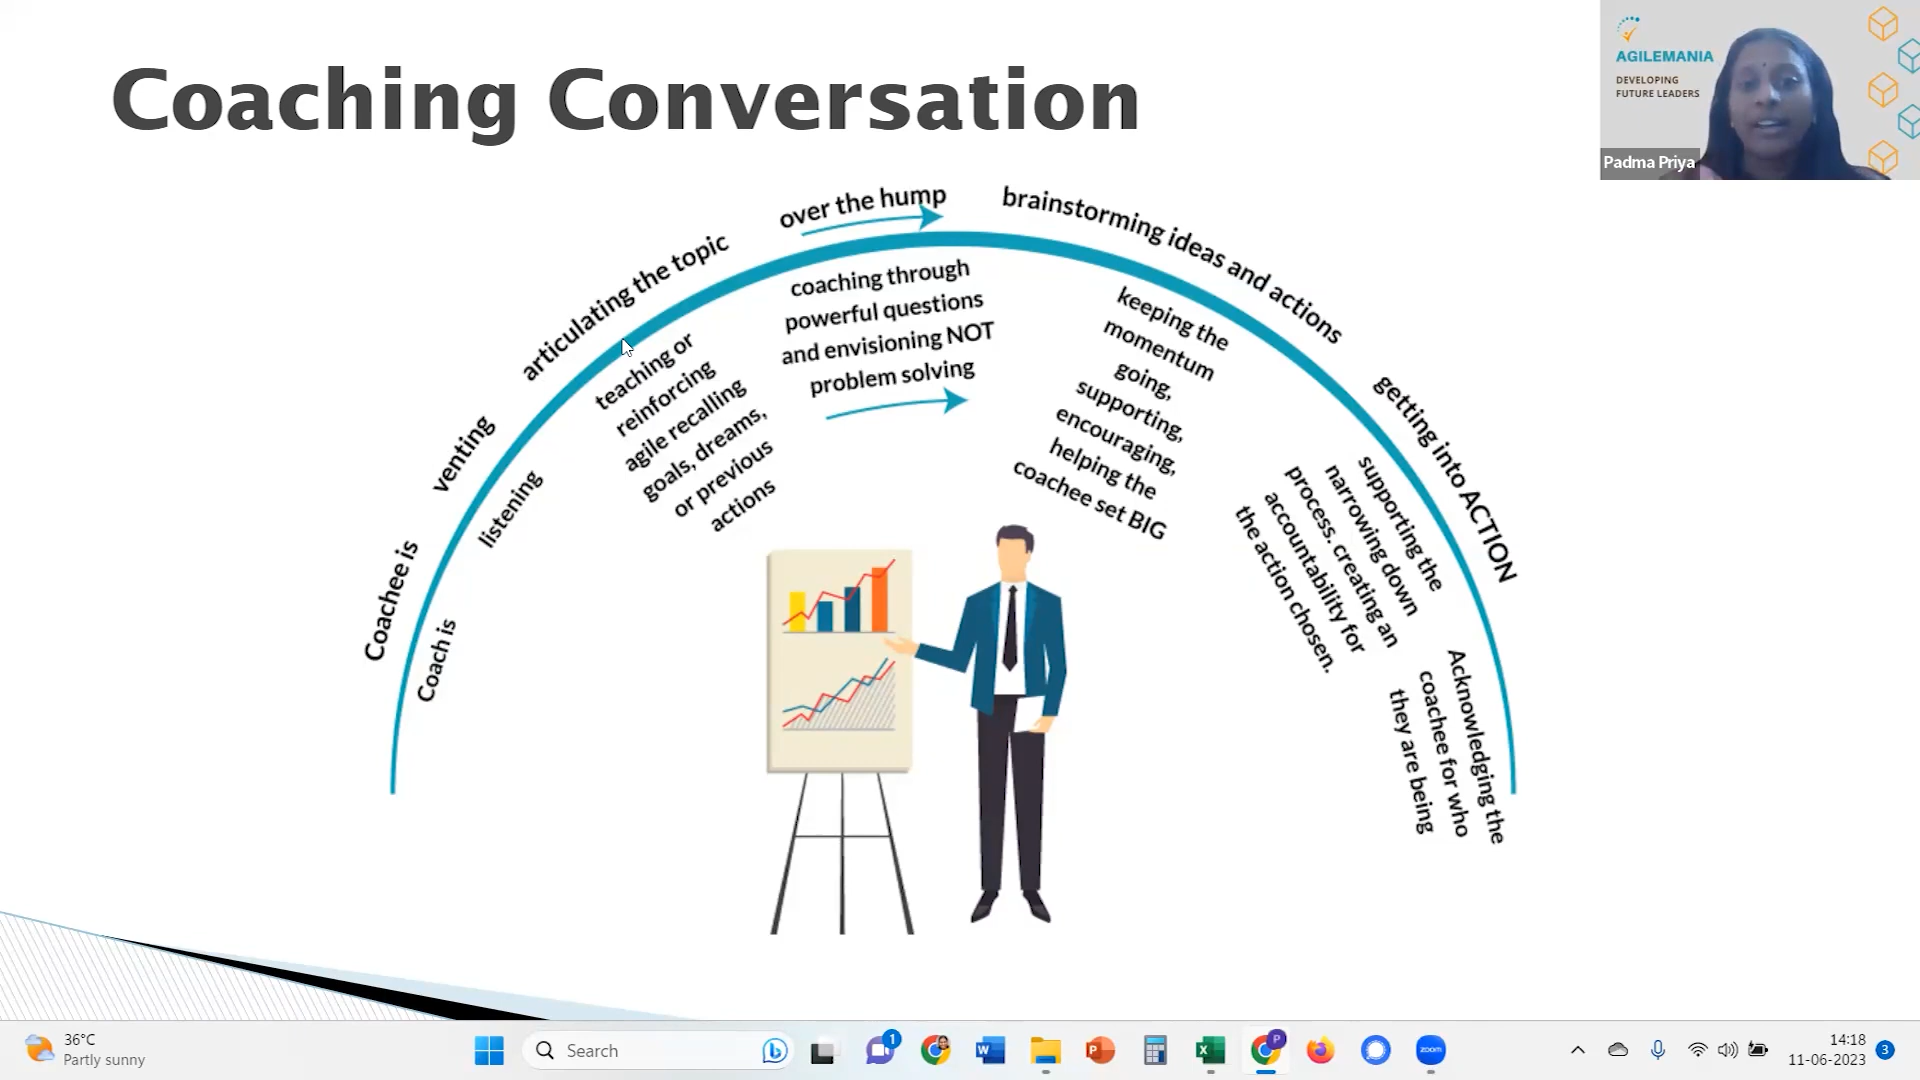 Coaching Conversation
AGILEMANIA
DEVELOPING
FUTURE LEADERS
Padma Priya
Coachee is
venting
articulating the topic
over the hump
brainstorming ideas and actions
getting into ACTION
Coach is
listening
teaching or
reinforcing
agile recalling
goals, dreams,
or previous
actions
coaching through
powerful questions
and envisioning NOT
problem solving
keeping the
momentum
going,
supporting,
encouraging,
helping the
coachee set BIG
supporting the
narrowing down
process. creating an
accountability for
the action chosen.
Acknowledging the
coachee for who
they are being
36°C
Partly sunny
Search
1
W
P
X
P
zoom
14:18
11-06-2023
3